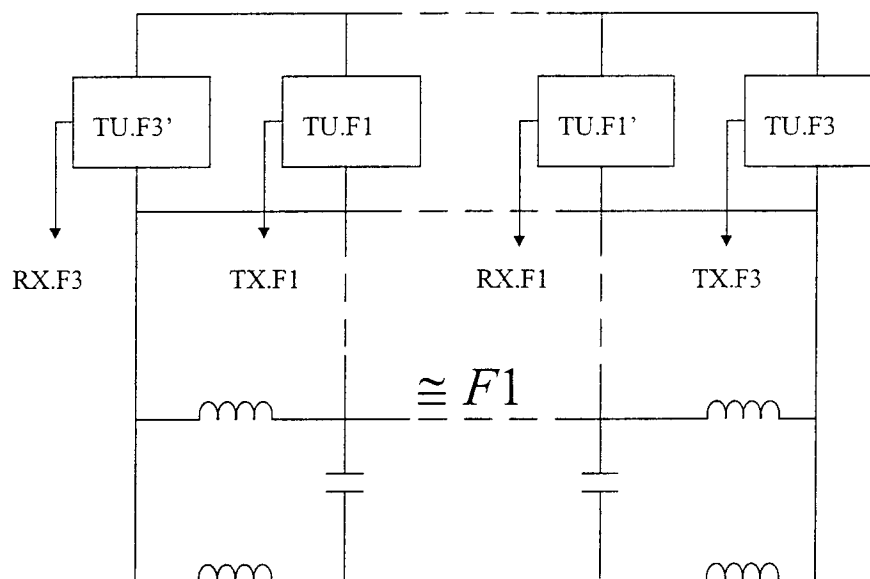 TU.F3’
TU.F1
TU.F1’
TU.F3
RX.F3
TX.F1
RX.F1
TX.F3
≅ F1